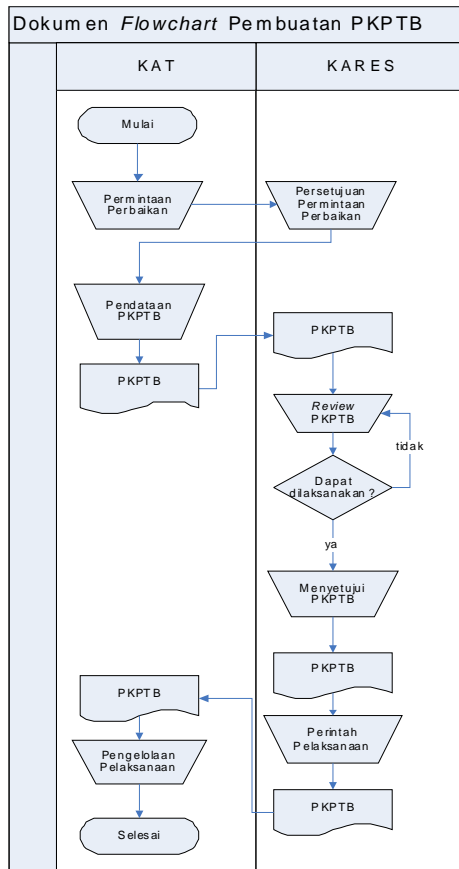 Dokumen Flowchart Pembuatan PKPTB
KAT
KARES
Mulai
Permintaan
Perbaikan
Persetujuan
Permintaan
Perbaikan
Pendataan
PKPTB
PKPTB
PKPTB
Review
PKPTB
tidak
Dapat
dilaksanakan ?
ya
Menyetujui
PKPTB
PKPTB
PKPTB
Perintah
Pelaksanaan
Pengelolaan
Pelaksanaan
PKPTB
Selesai